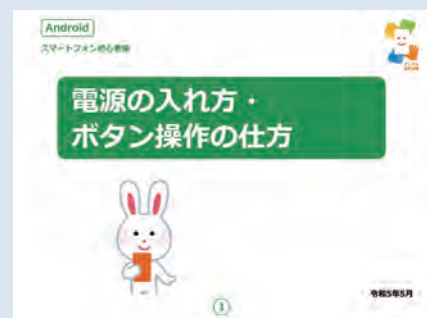 Android
スマートフォン初心者編
電源の入れ方・
ボタン操作の仕方
①
令和5年5月